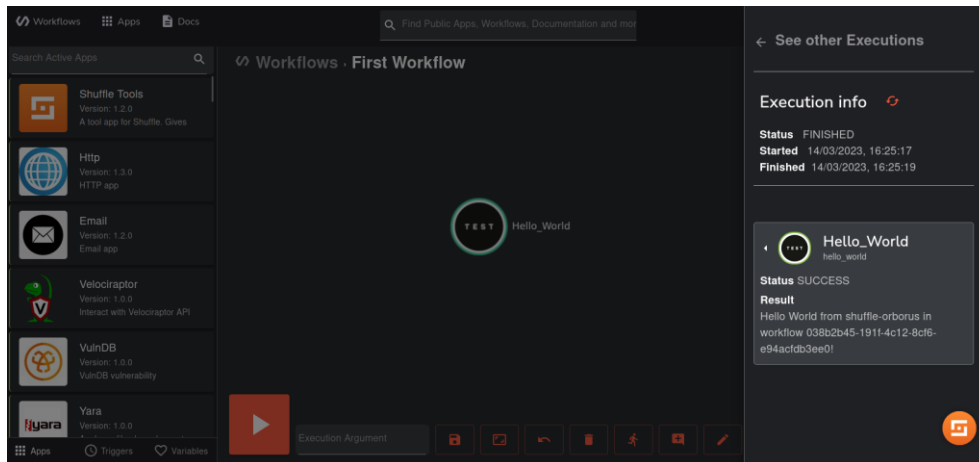 Workflows
Apps
Docs
Find Public Apps, Workflows, Documentation and mor
Search Active Apps
Shuffle Tools
Version: 1.2.0
A tool app for Shuffle. Gives
Http
Version: 1.3.0
HTTP app
Email
Version: 1.2.0
Email app
Velociraptor
Version: 1.0.0
Interact with Velociraptor API
VulnDB
Version: 1.0.0
VulnDB vulnerability
yara
Yara
Version: 1.0.0
Apps
Triggers
Variables
Workflows › First Workflow
TEST
Hello_World
Execution Argument
← See other Executions
Execution info
Status FINISHED
Started 14/03/2023, 16:25:17
Finished 14/03/2023, 16:25:19
TEST
Hello_World
hello_world
Status SUCCESS
Result
Hello World from shuffle-orborus in
workflow 038b2b45-191f-4c12-8cf6-
e94acfdb3ee0!